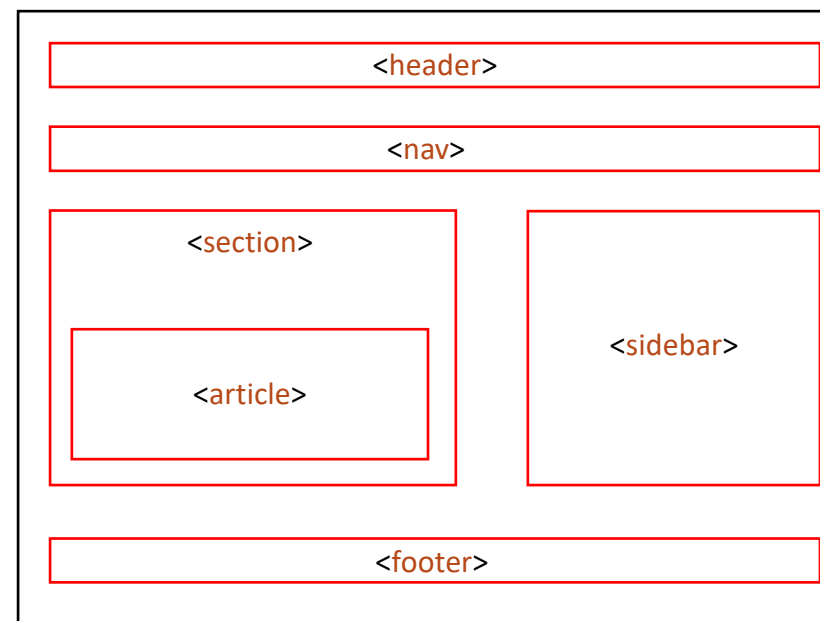 <header>
<nav>
<section>
<article>
<sidebar>
<footer>